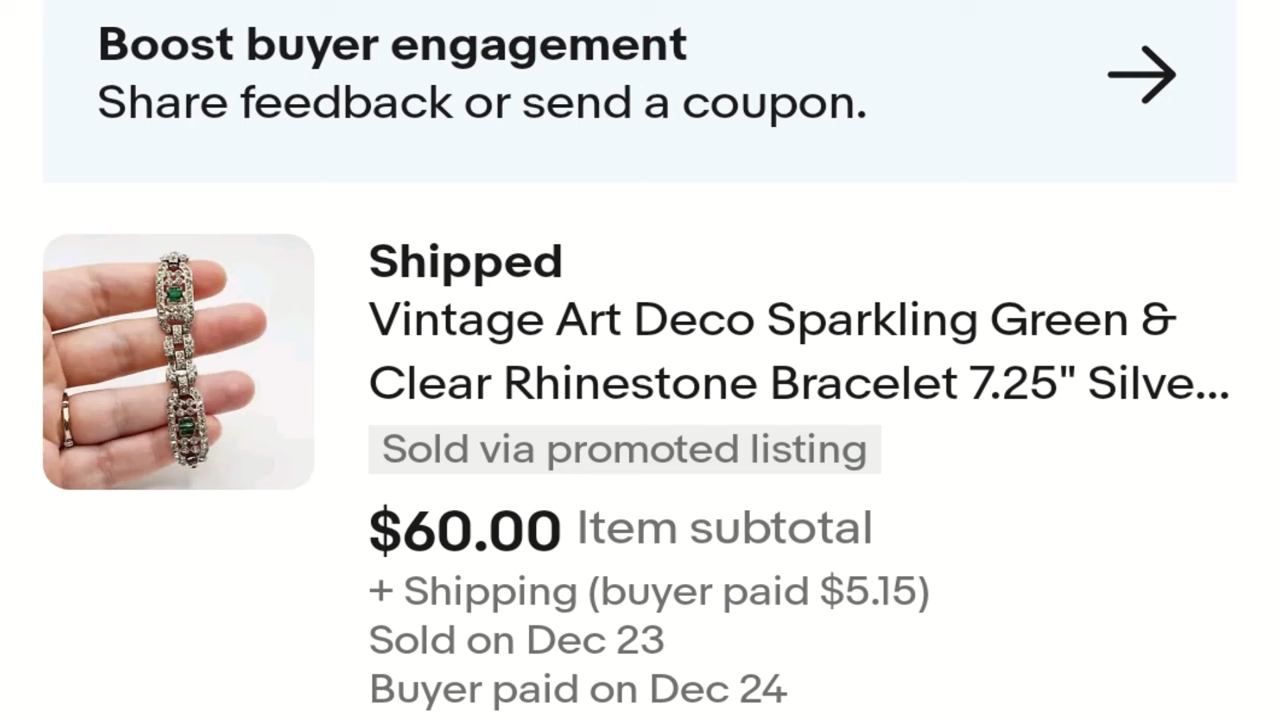 Boost buyer engagement
Share feedback or send a coupon.
Shipped
Vintage Art Deco Sparkling Green &
Clear Rhinestone Bracelet 7.25" Silve...
Sold via promoted listing
$60.00 Item subtotal
+ Shipping (buyer paid $5.15)
Sold on Dec 23
Buyer paid on Dec 24